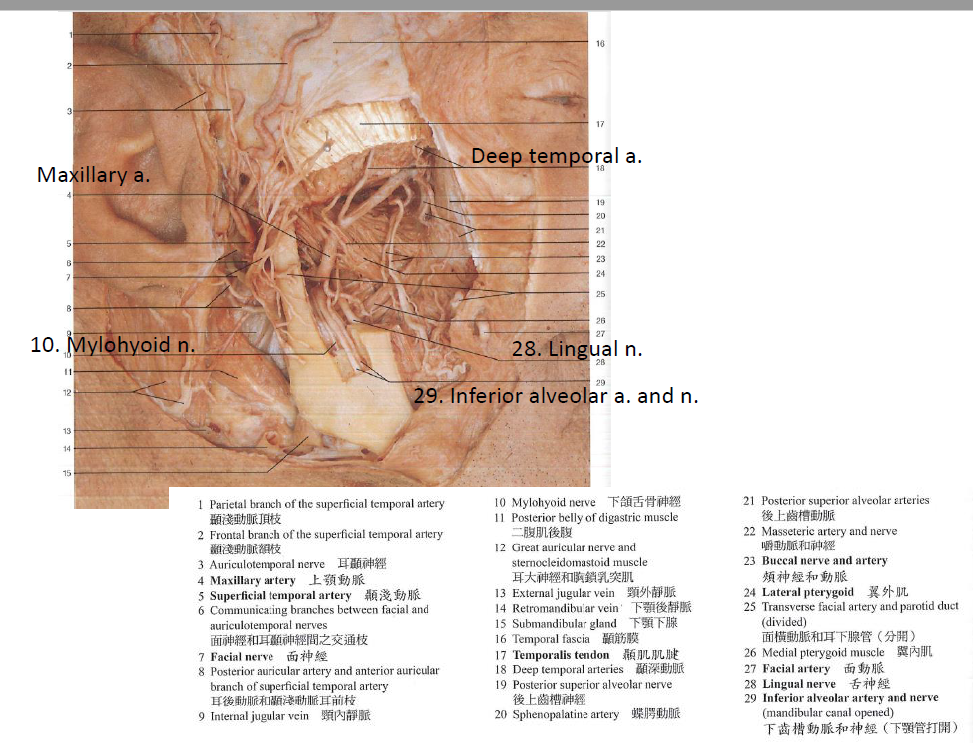 1
2
3
Maxillary a.
4
5
6
7
8
9
10. Mylohyoid n.
10
11
12
13
14
15
16
17
Deep temporal a.
18
19
20
21
22
23
24
25
26
27
28. Lingual n.
28
29
29. Inferior alveolar a. and n.
1 Parietal branch of the superficial temporal artery
顳淺動脈頂枝
2 Frontal branch of the superficial temporal artery
顳淺動脈額枝
3 Auriculotemporal nerve 耳顳神經
4 Maxillary artery 上顎動脈
5 Superficial temporal artery 顳淺動脈
6 Communicating branches between facial and
auriculotemporal nerves
面神經和耳顳神經間之交通枝
7 Facial nerve 面神經
8 Posterior auricular artery and anterior auricular
branch of superficial temporal artery
耳後動脈和顳淺動脈耳前枝
9 Internal jugular vein 頸內靜脈
10 Mylohyoid nerve 下頜舌骨神經
11 Posterior belly of digastric muscle
二腹肌後腹
12 Great auricular nerve and
sternocleidomastoid muscle
耳大神經和胸鎖乳突肌
13 External jugular vein 頸外靜脈
14 Retromandibular vein 下顎後靜脈
15 Submandibular gland 下顎下腺
16 Temporal fascia 顳筋膜
17 Temporalis tendon 顳肌肌腱
18 Deep temporal arteries 顳深動脈
19 Posterior superior alveolar nerve
後上齒槽神經
20 Sphenopalatine artery 蝶腭動脈
21 Posterior superior alveolar arteries
後上齒槽動脈
22 Masseteric artery and nerve
嚼動脈和神經
23 Buccal nerve and artery
頰神經和動脈
24 Lateral pterygoid 翼外肌
25 Transverse facial artery and parotid duct
(divided)
面橫動脈和耳下腺管（分開）
26 Medial pterygoid muscle 翼內肌
27 Facial artery 面動脈
28 Lingual nerve 舌神經
29 Inferior alveolar artery and nerve
(mandibular canal opened)
下齒槽動脈和神經（下顎管打開）